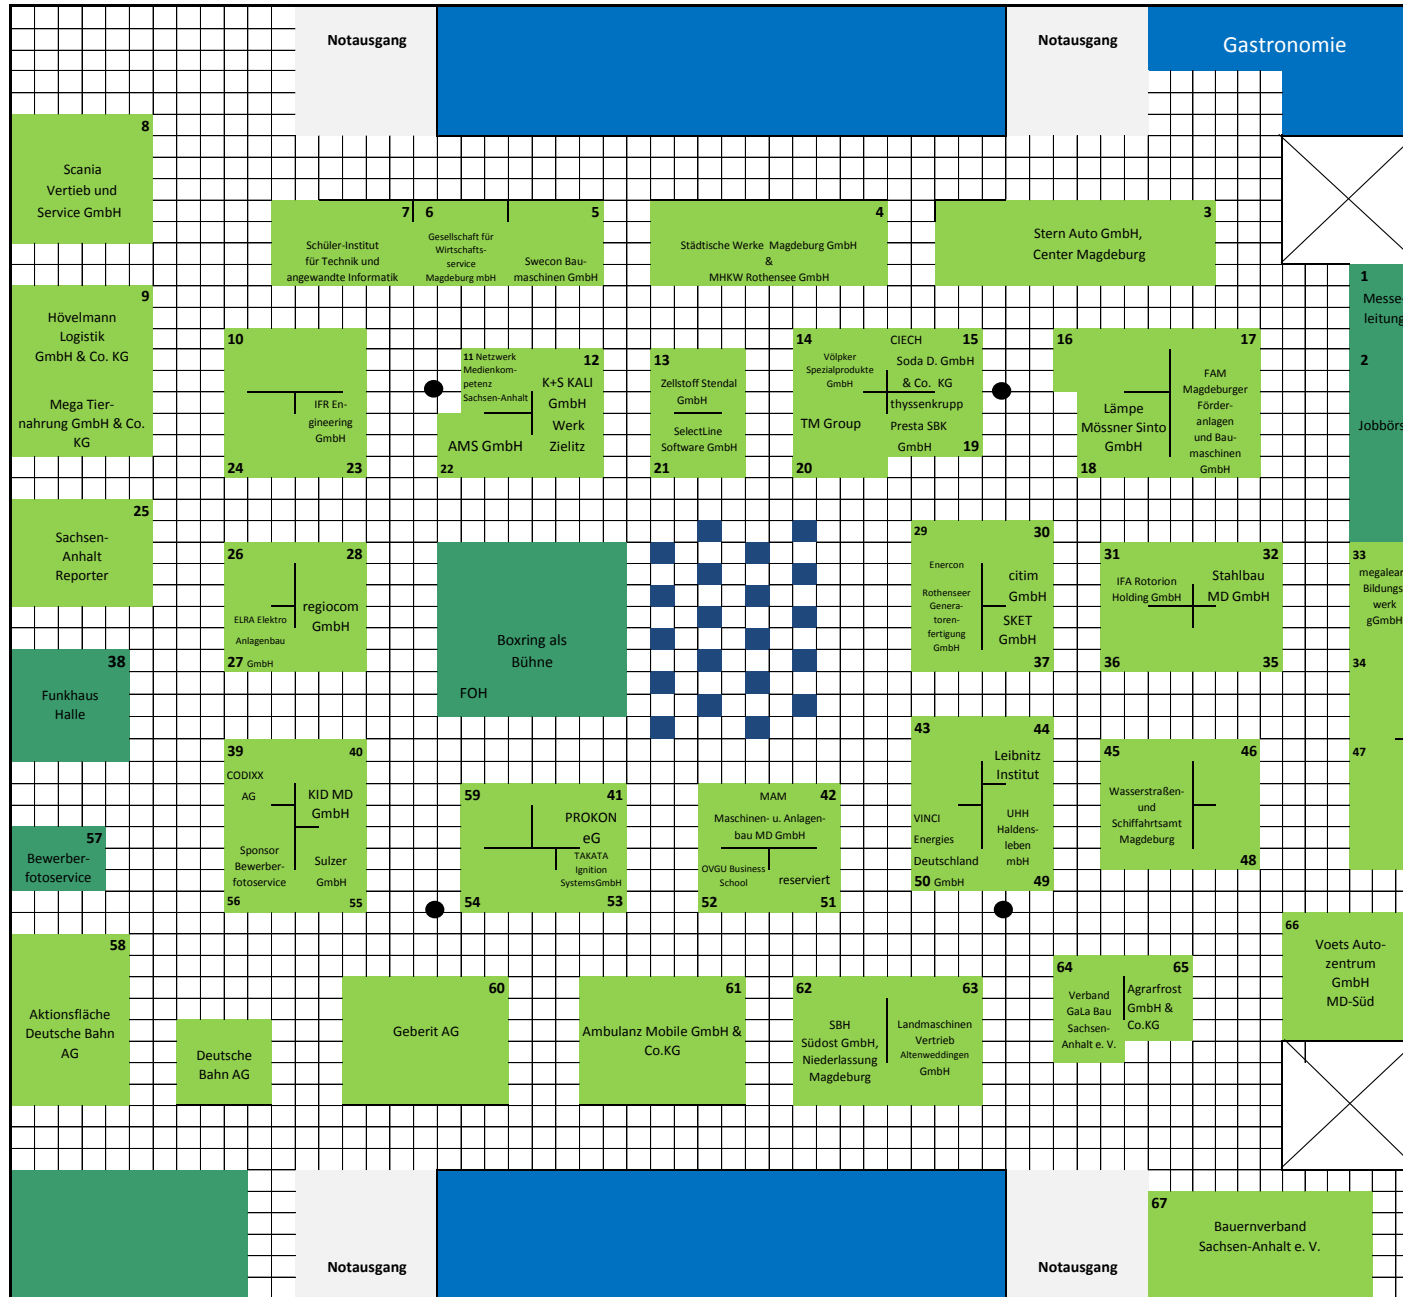 Notausgang
Notausgang
Gastronomie
8
Scania
Vertieb und
Service GmbH
7
Schüler-Institut
für Technik und
angewandte Informatik
6
Gesellschaft für
Wirtschafts-
service
Magdeburg mbH
5
Swecon Bau-
maschinen GmbH
4
Städtische Werke Magdeburg GmbH
&
MHKW Rothensee GmbH
3
Stern Auto GmbH,
Center Magdeburg
1
Messe-
leitung
2
Jobbörs
9
Hövelmann
Logistik
GmbH & Co. KG
Mega Tier-
nahrung GmbH & Co.
KG
10
IFR En-
gineering
GmbH
24
23
11 Netzwerk
Medienkom-
petenz
Sachsen-Anhalt
12
K+S KALI
GmbH
Werk
Zielitz
AMS GmbH
22
13
Zellstoff Stendal
GmbH
SelectLine
Software GmbH
21
14
Völpker
Spezialprodukte
GmbH
CIECH
15
Soda D. GmbH
& Co. KG
thyssenkrupp
Presta SBK
GmbH
19
TM Group
20
16
17
FAM
Magdeburger
Förder-
anlagen
und Bau-
maschinen
GmbH
Lämpe
Mössner Sinto
GmbH
18
25
Sachsen-
Anhalt
Reporter
26
28
regiocom
GmbH
ELRA Elektro
Anlagenbau
27 GmbH
Boxring als
Bühne
FOH
29
Enercon
Rothenseer
Genera-
toren-
fertigung
GmbH
30
citim
GmbH
SKET
GmbH
37
31
IFA Rotorion
Holding GmbH
32
Stahlbau
MD GmbH
36
35
33
megalear
Bildungs
werk
gGmbH
34
47
38
Funkhaus
Halle
39
CODIXX
AG
40
KID MD
GmbH
Sponsor
Bewerber-
fotoservice
56
Sulzer
GmbH
55
59
41
PROKON
eG
TAKATA
Ignition
SystemsGmbH
54
53
MAM
42
Maschinen- u. Anlagen-
bau MD GmbH
OVGU Business
School
52
reserviert
51
43
44
Leibnitz
Institut
VINCI
Energies
Deutschland
50 GmbH
UHH
Haldens-
leben
mbH
49
45
46
Wasserstraßen-
und
Schiffahrtsamt
Magdeburg
48
57
Bewerber-
fotoservice
58
Aktionsfläche
Deutsche Bahn
AG
Deutsche
Bahn AG
60
Geberit AG
61
Ambulanz Mobile GmbH &
Co.KG
62
SBH
Südost GmbH,
Niederlassung
Magdeburg
63
Landmaschinen
Vertrieb
Altenweddingen
GmbH
64
Verband
GaLa Bau
Sachsen-
Anhalt e. V.
65
Agrarfrost
GmbH &
Co.KG
66
Voets Auto-
zentrum
GmbH
MD-Süd
67
Bauernverband
Sachsen-Anhalt e. V.
Notausgang
Notausgang